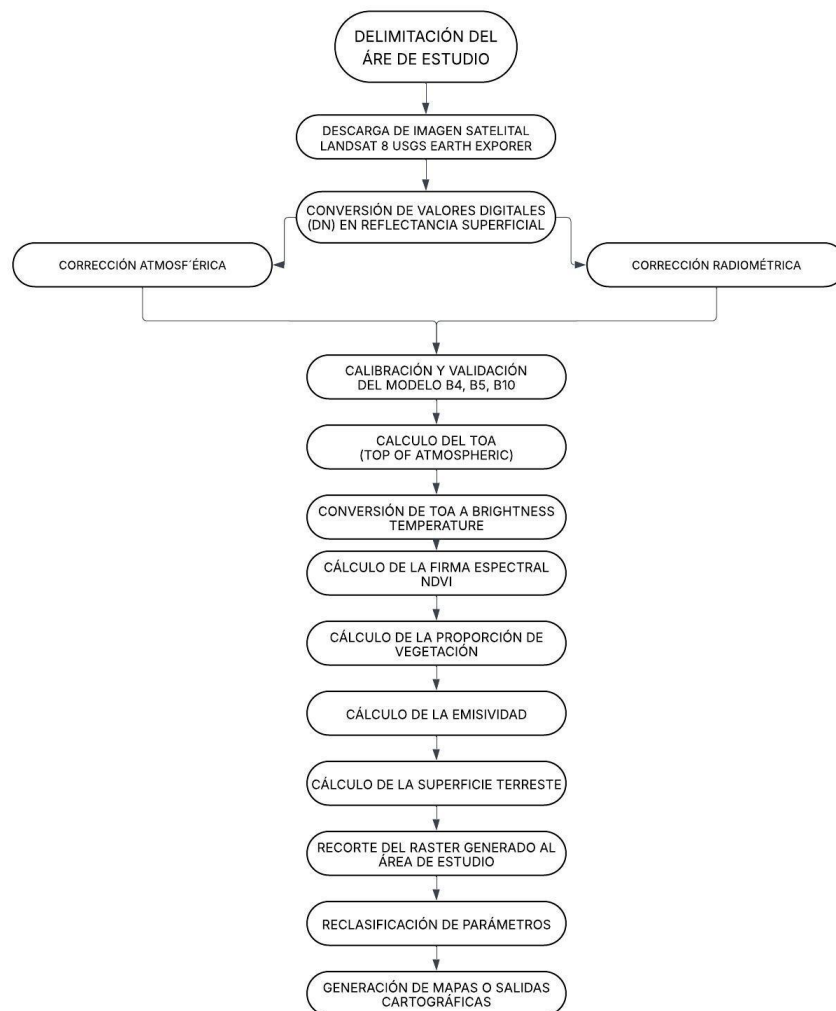 DELIMITACIÓN DEL
ÁRE DE ESTUDIO
DESCARGA DE IMAGEN SATELITAL
LANDSAT 8 USGS EARTH EXPORER
CONVERSIÓN DE VALORES DIGITALES
(DN) EN REFLECTANCIA SUPERFICIAL
CORRECCIÓN ATMOSF´ÉRICA
CORRECCIÓN RADIOMÉTRICA
CALIBRACIÓN Y VALIDACIÓN
DEL MODELO B4, B5, B10
CALCULO DEL TOA
(TOP OF ATMOSPHERIC)
CONVERSIÓN DE TOA A BRIGHTNESS
TEMPERATURE
CÁLCULO DE LA FIRMA ESPECTRAL
NDVI
CÁLCULO DE LA PROPORCIÓN DE
VEGETACIÓN
CÁLCULO DE LA EMISIVIDAD
CÁLCULO DE LA SUPERFICIE TERRESTE
RECORTE DEL RASTER GENERADO AL
ÁREA DE ESTUDIO
RECLASIFICACIÓN DE PARÁMETROS
GENERACIÓN DE MAPAS O SALIDAS
CARTOGRÁFICAS